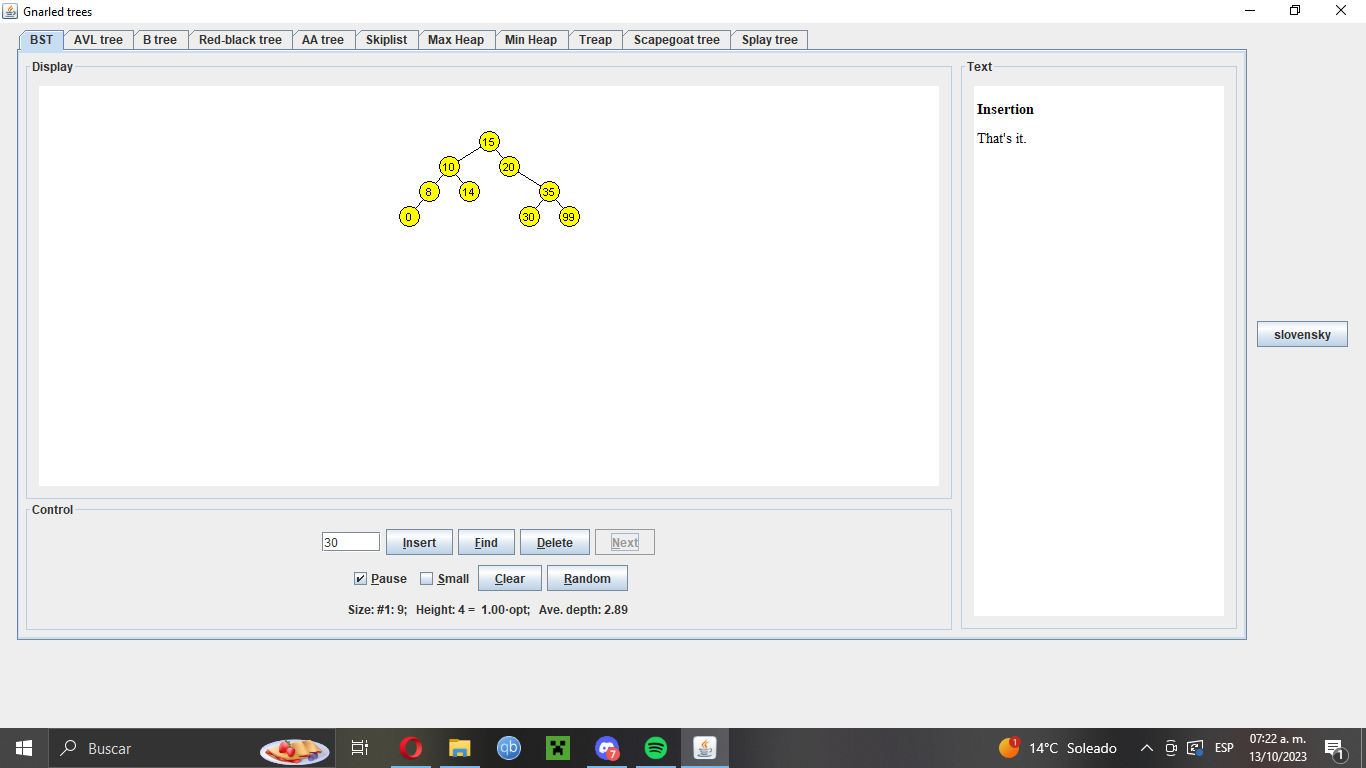 Gnarled trees
BST AVL tree B tree Red-black tree AA tree Skiplist Max Heap Min Heap Treap Scapegoat tree Splay tree
Display
15
10 20
8 14 35
0 30 99
Text
Insertion
That's it.
slovensky
Control
30 Insert Find Delete Next
Pause Small Clear Random
Size: #1: 9; Height: 4 = 1.00·opt; Ave. depth: 2.89
Buscar
qb
7
1
14°C Soleado
ESP
07:22 a. m.
13/10/2023
1